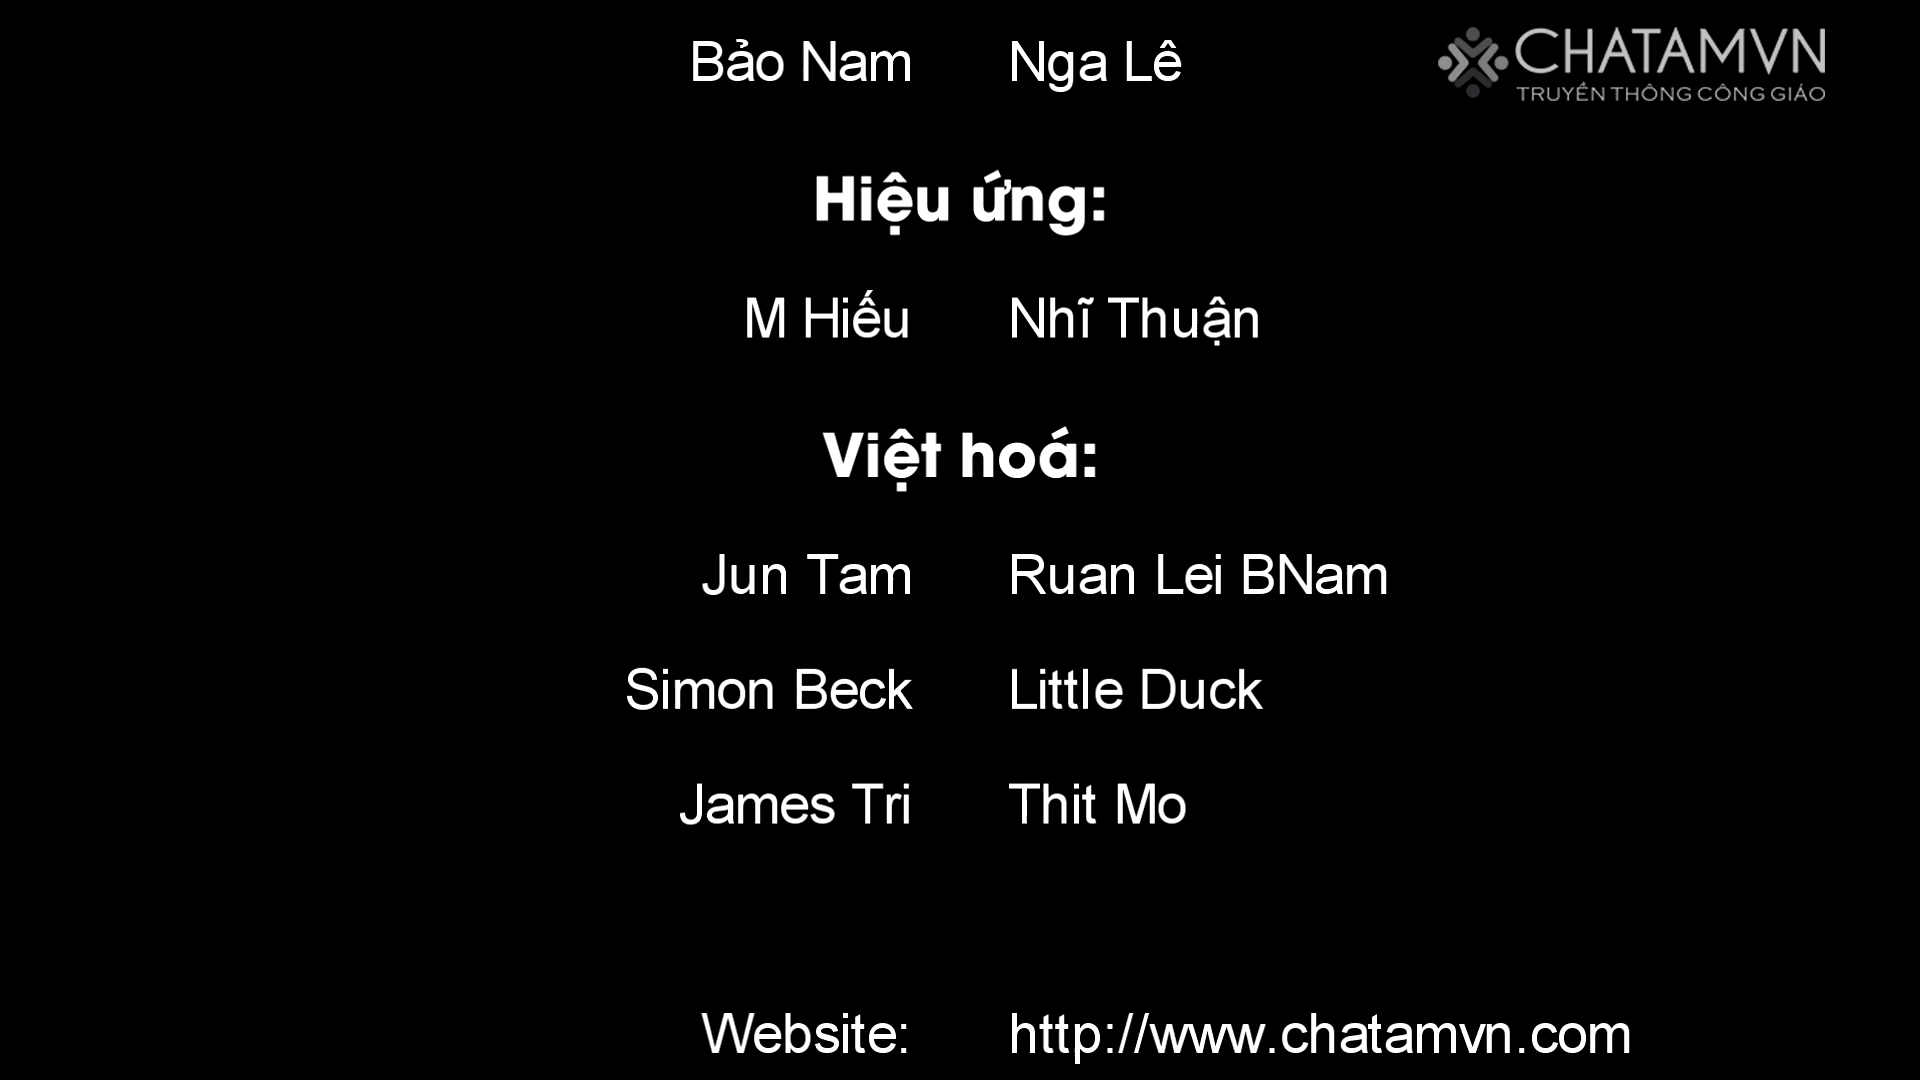 Bảo Nam Nga Lê
CHATAMVN
TRUYỀN THÔNG CÔNG GIÁO
Hiệu ứng:
M Hiếu Nhĩ Thuận
Việt hoá:
Jun Tam Ruan Lei BNam
Simon Beck Little Duck
James Tri Thit Mo
Website: http://www.chatamvn.com